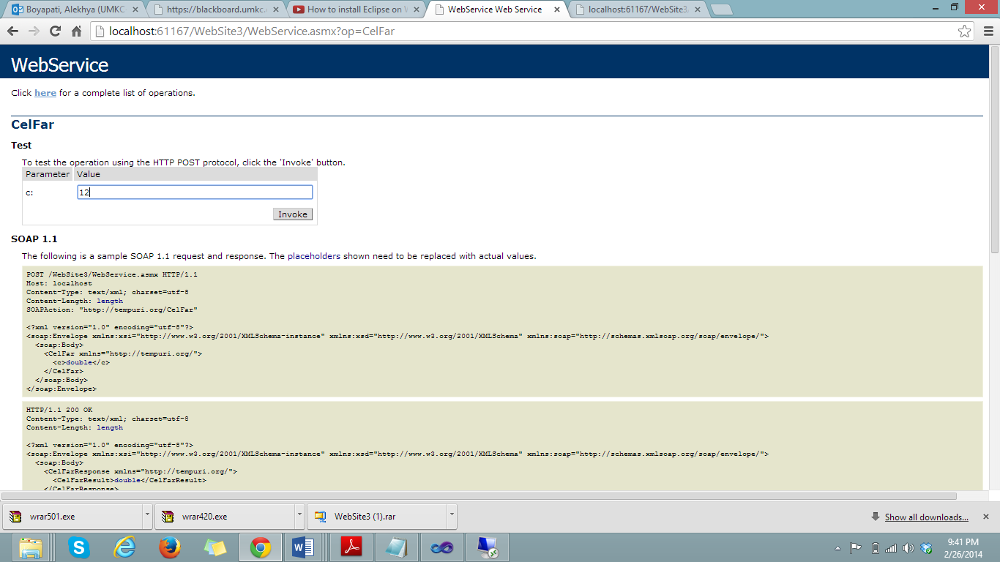 Boyapati, Alekhya (UMKC
https://blackboard.umkc.
How to install Eclipse on
WebService Web Service
localhost:61167/WebSite3
localhost:61167/WebSite3/WebService.asmx?op=CelFar
WebService
Click here for a complete list of operations.
CelFar
Test
To test the operation using the HTTP POST protocol, click the 'Invoke' button.
Parameter Value
c: 12
Invoke
SOAP 1.1
The following is a sample SOAP 1.1 request and response. The placeholders shown need to be replaced with actual values.
POST /WebSite3/WebService.asmx HTTP/1.1
Host: localhost
Content-Type: text/xml; charset=utf-8
Content-Length: length
SOAPAction: "http://tempuri.org/CelFar"
<?xml version="1.0" encoding="utf-8"?>
<soap:Envelope xmlns:xsi="http://www.w3.org/2001/XMLSchema-instance" xmlns:xsd="http://www.w3.org/2001/XMLSchema" xmlns:soap="http://schemas.xmlsoap.org/soap/envelope/">
<soap:Body>
<CelFar xmlns="http://tempuri.org/">
<c>double</c>
</CelFar>
</soap:Body>
</soap:Envelope>
HTTP/1.1 200 OK
Content-Type: text/xml; charset=utf-8
Content-Length: length
<?xml version="1.0" encoding="utf-8"?>
<soap:Envelope xmlns:xsi="http://www.w3.org/2001/XMLSchema-instance" xmlns:xsd="http://www.w3.org/2001/XMLSchema" xmlns:soap="http://schemas.xmlsoap.org/soap/envelope/">
<soap:Body>
<CelFarResponse xmlns="http://tempuri.org/">
<CelFarResult>double</CelFarResult>
</CelFarResponse>
wrar501.exe
wrar420.exe
WebSite3 (1).rar
Show all downloads...
9:41 PM
2/26/2014